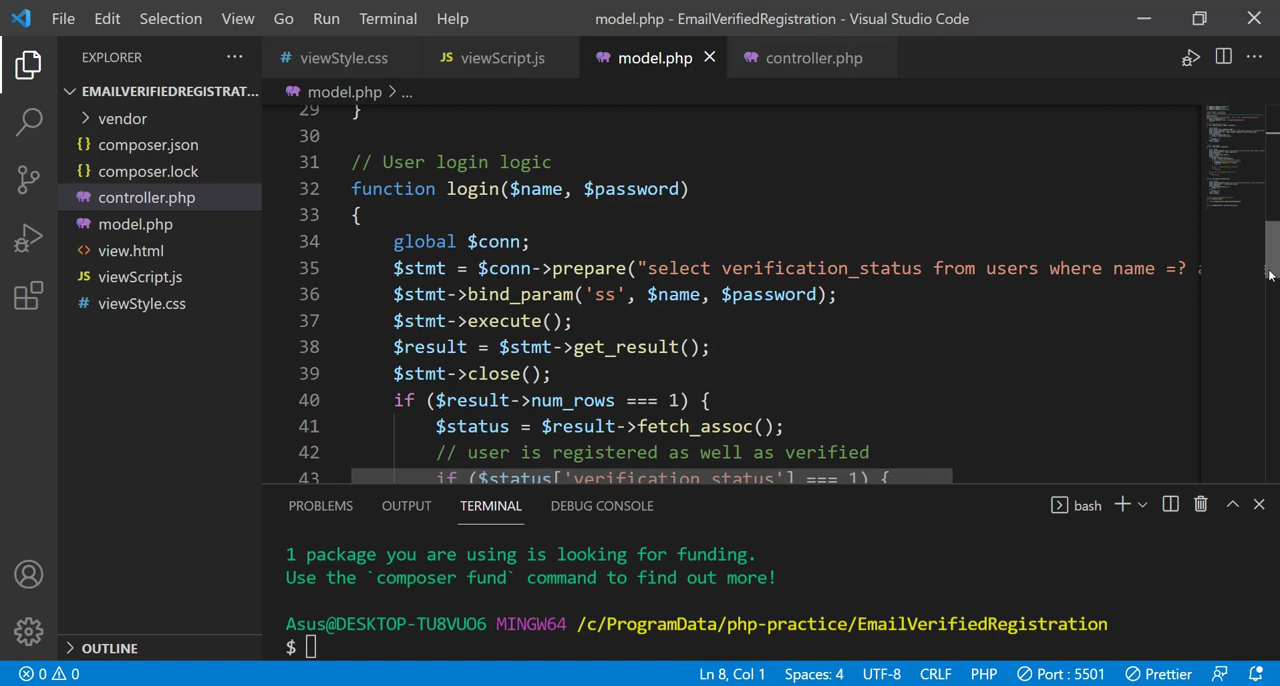 File Edit Selection View Go Run Terminal Help
model.php - EmailVerifiedRegistration - Visual Studio Code
EXPLORER
EMAILVERIFIEDREGISTRAT...
vendor
composer.json
composer.lock
controller.php
model.php
view.html
viewScript.js
viewStyle.css
OUTLINE
# viewStyle.css JS viewScript.js model.php controller.php
model.php > ...
29 }
30
31 // User login logic
32 function login($name, $password)
33 {
34 global $conn;
35 $stmt = $conn->prepare("select verification_status from users where name =? a
36 $stmt->bind_param('ss', $name, $password);
37 $stmt->execute();
38 $result = $stmt->get_result();
39 $stmt->close();
40 if ($result->num_rows === 1) {
41 $status = $result->fetch_assoc();
42 // user is registered as well as verified
43 if ($status['verification_status'] === 1) {
PROBLEMS OUTPUT TERMINAL DEBUG CONSOLE
bash
1 package you are using is looking for funding.
Use the `composer fund` command to find out more!
Asus@DESKTOP-TU8VUO6 MINGW64 /c/ProgramData/php-practice/EmailVerifiedRegistration
$
0 0 Ln 8, Col 1 Spaces: 4 UTF-8 CRLF PHP Port : 5501 Prettier